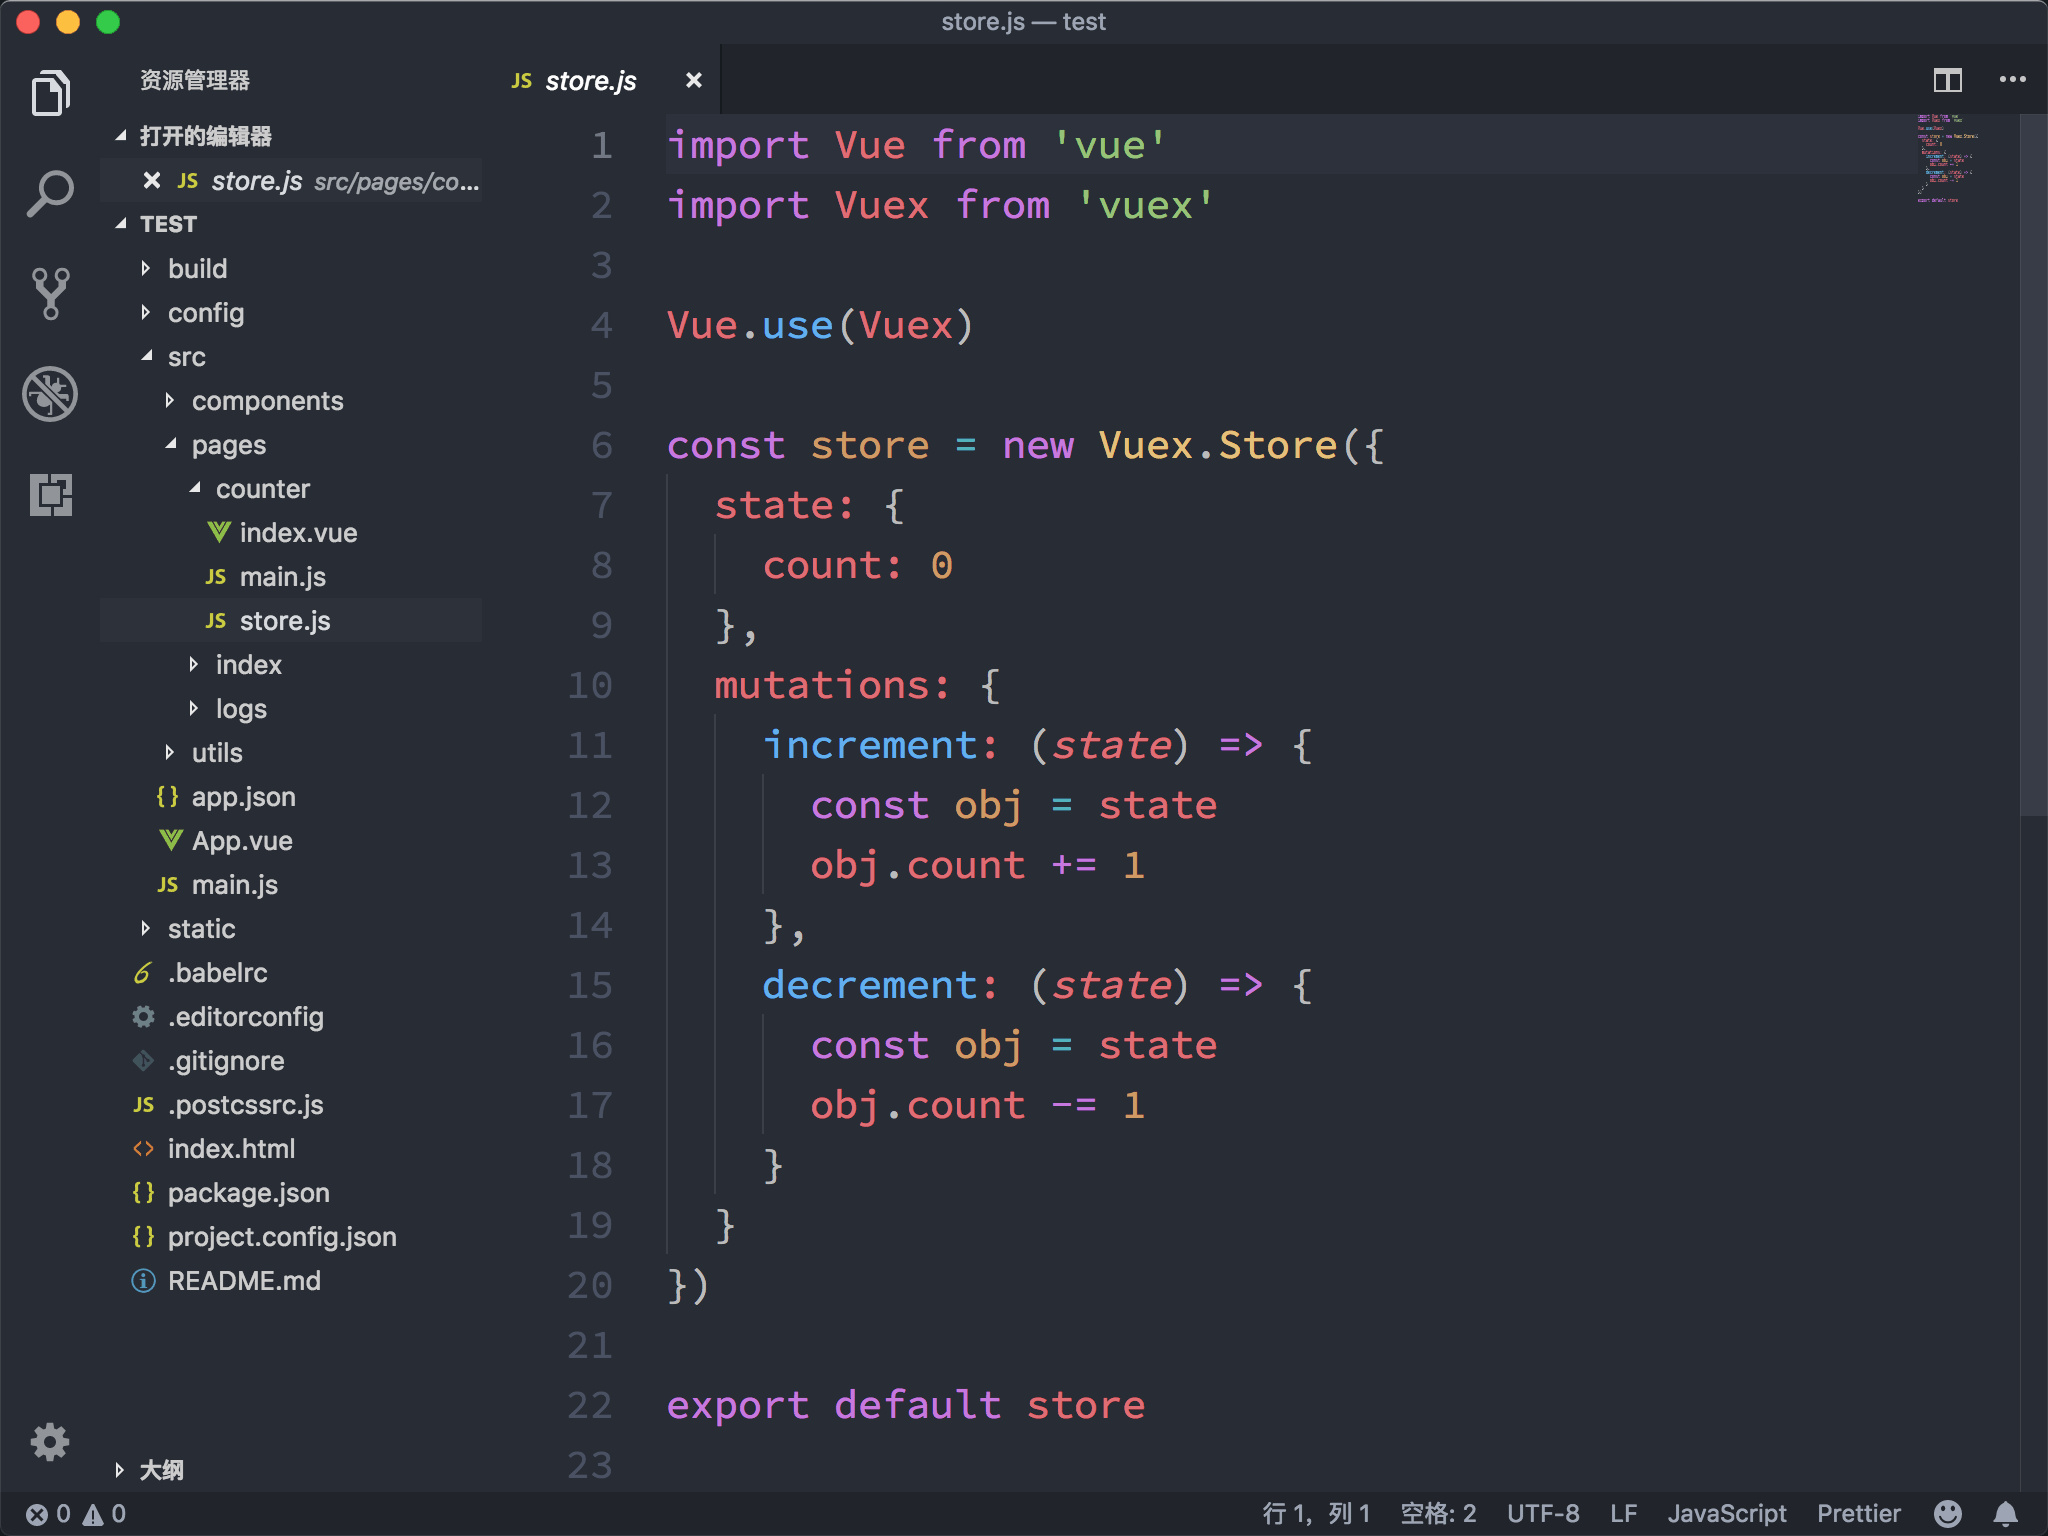 store.js — test
资源管理器
打开的编辑器
JS store.js src/pages/co...
TEST
build
config
src
components
pages
counter
index.vue
JS main.js
JS store.js
index
logs
utils
{} app.json
App.vue
JS main.js
static
.babelrc
.editorconfig
.gitignore
JS .postcssrc.js
<> index.html
{} package.json
{} project.config.json
README.md
大纲
JS store.js
1 import Vue from 'vue'
2 import Vuex from 'vuex'
3
4 Vue.use(Vuex)
5
6 const store = new Vuex.Store({
7   state: {
8     count: 0
9   },
10   mutations: {
11     increment: (state) => {
12       const obj = state
13       obj.count += 1
14     },
15     decrement: (state) => {
16       const obj = state
17       obj.count -= 1
18     }
19   }
20 })
21
22 export default store
23
0 0 行 1，列 1 空格: 2 UTF-8 LF JavaScript Prettier